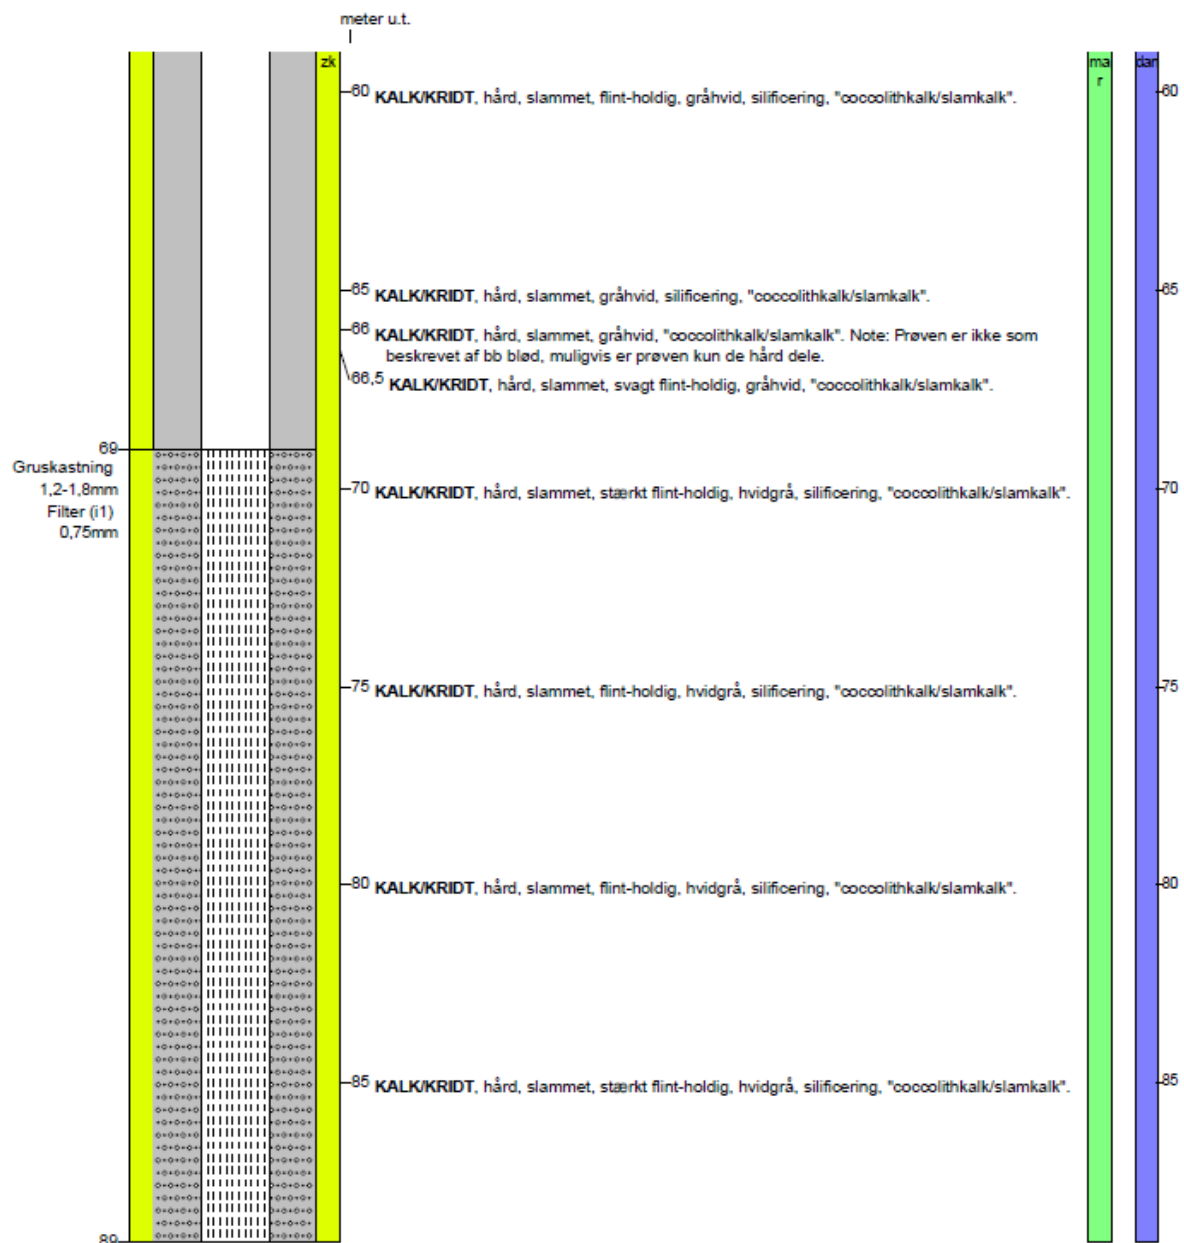 meter u.t.
zk
ma
r
dan
60 KALK/KRIDT, hård, slammet, flint-holdig, gråhvid, silificering, "coccolithkalk/slamkalk". 60
65 KALK/KRIDT, hård, slammet, gråhvid, silificering, "coccolithkalk/slamkalk". 65
66 KALK/KRIDT, hård, slammet, gråhvid, "coccolithkalk/slamkalk". Note: Prøven er ikke som
beskrevet af bb blød, muligvis er prøven kun de hård dele.
66,5 KALK/KRIDT, hård, slammet, svagt flint-holdig, gråhvid, "coccolithkalk/slamkalk".
69
Gruskastning
1,2-1,8mm
Filter (i1)
0,75mm
70 KALK/KRIDT, hård, slammet, stærkt flint-holdig, hvidgrå, silificering, "coccolithkalk/slamkalk". 70
75 KALK/KRIDT, hård, slammet, flint-holdig, hvidgrå, silificering, "coccolithkalk/slamkalk". 75
80 KALK/KRIDT, hård, slammet, flint-holdig, hvidgrå, silificering, "coccolithkalk/slamkalk". 80
85 KALK/KRIDT, hård, slammet, stærkt flint-holdig, hvidgrå, silificering, "coccolithkalk/slamkalk". 85
89